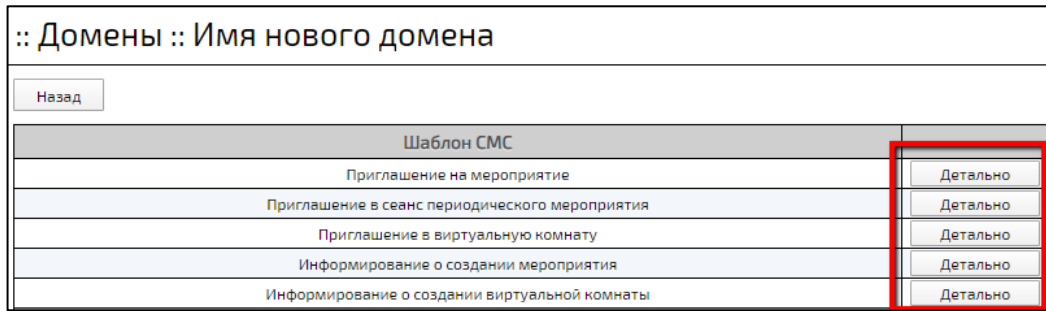 :: Домены :: Имя нового домена
Назад
Шаблон СМС
Приглашение на мероприятие Детально
Приглашение в сеанс периодического мероприятия Детально
Приглашение в виртуальную комнату Детально
Информирование о создании мероприятия Детально
Информирование о создании виртуальной комнаты Детально